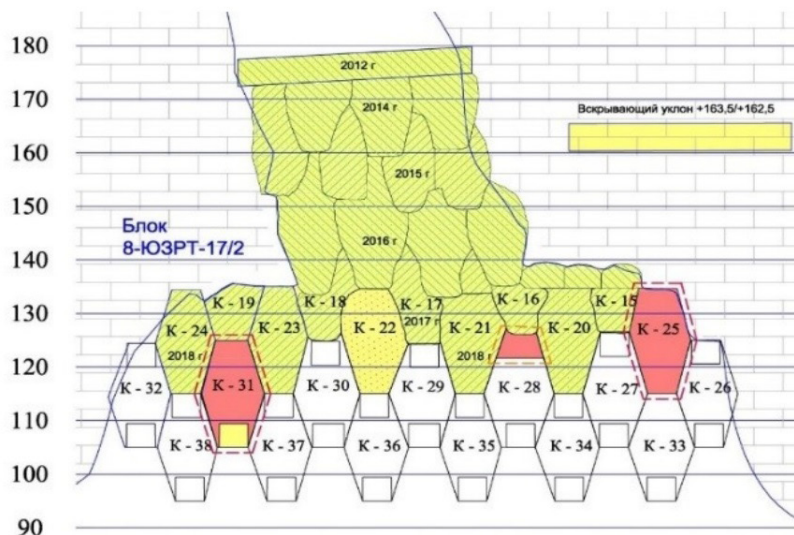 180
2012 г
170
2014 г
Вскрывающий уклон +163,5/+162,5
160
2015 г
150
Блок
8-ЮЗРТ-17/2
2016 г
140
130
К - 19
К - 18
К - 17
К - 16
К - 15
К - 24
К - 23
К - 22
2017 г
К - 21
К - 20
К - 25
120
2018 г
2018 г
К - 32
К - 31
К - 30
К - 29
К - 28
К - 27
К - 26
110
К - 38
К - 37
К - 36
К - 35
К - 34
К - 33
100
90